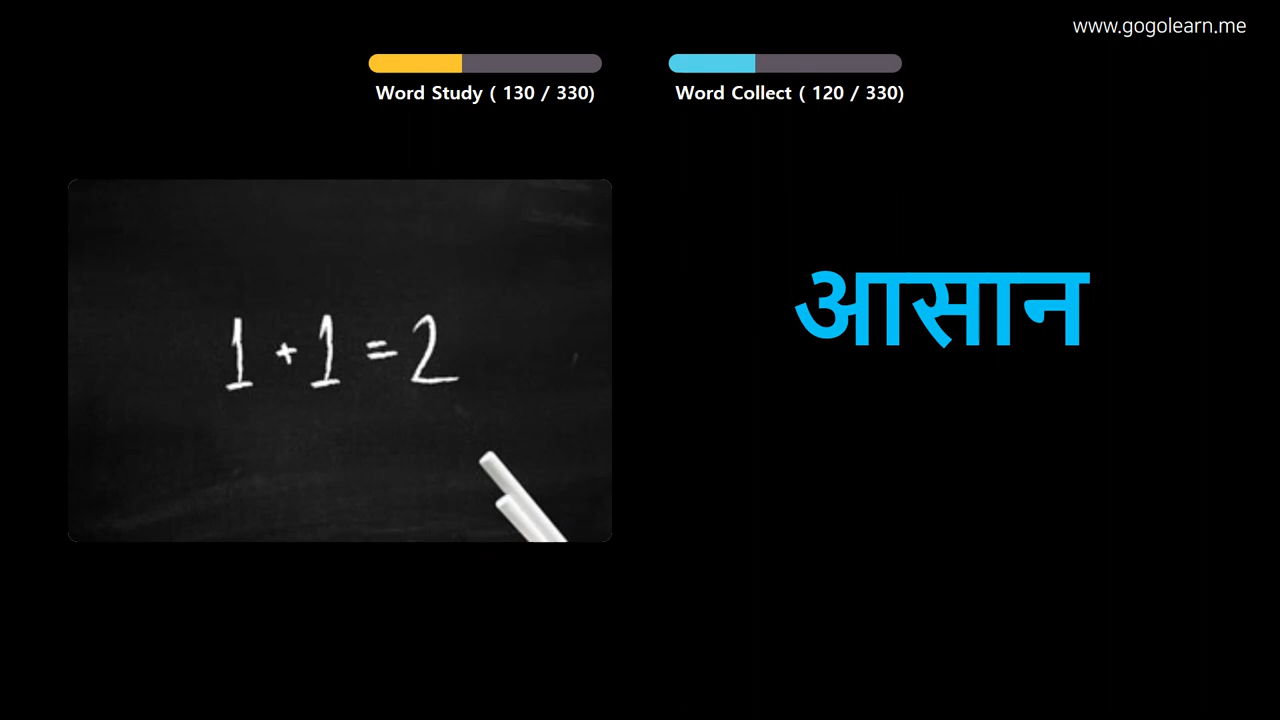 www.gogolearn.me
Word Study ( 130 / 330)
Word Collect ( 120 / 330)
1 + 1 = 2
आसान